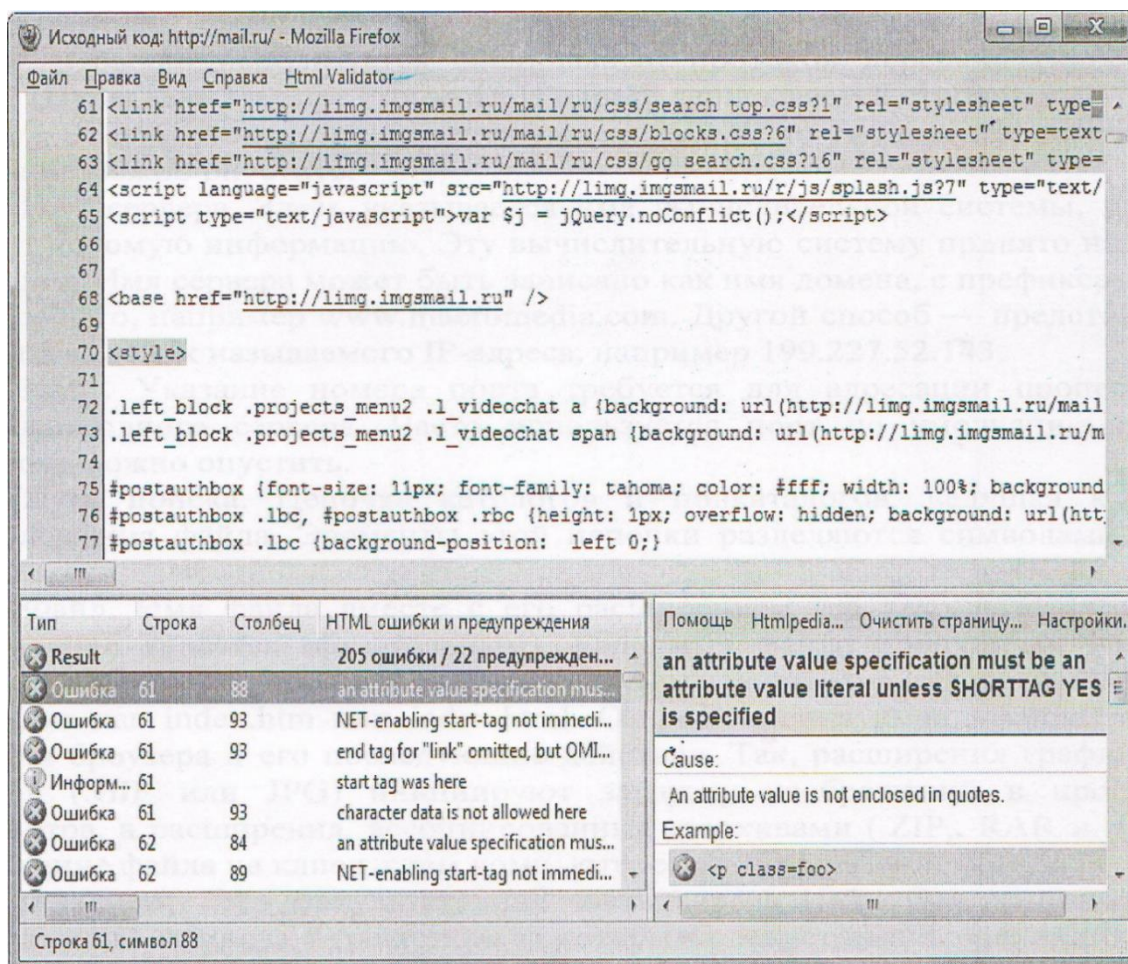 Исходный код: http://mail.ru/ - Mozilla Firefox
Файл Правка Вид Справка Html Validator
61 <link href="http://limg.imgsmail.ru/mail/ru/css/search_top.css?1" rel="stylesheet" type=
62 <link href="http://limg.imgsmail.ru/mail/ru/css/blocks.css?6" rel="stylesheet" type=text
63 <link href="http://limg.imgsmail.ru/mail/ru/css/go_search.css?16" rel="stylesheet" type=
64 <script language="javascript" src="http://limg.imgsmail.ru/r/js/splash.js?7" type="text/
65 <script type="text/javascript">var $j = jQuery.noConflict();</script>
66
67
68 <base href="http://limg.imgsmail.ru" />
69
70 <style>
71
72 .left_block .projects_menu2 .l_videochat a {background: url(http://limg.imgsmail.ru/mail
73 .left_block .projects_menu2 .l_videochat span {background: url(http://limg.imgsmail.ru/m
74
75 #postauthbox {font-size: 11px; font-family: tahoma; color: #fff; width: 100%; background
76 #postauthbox .lbc, #postauthbox .rbc {height: 1px; overflow: hidden; background: url(htt
77 #postauthbox .lbc {background-position: left 0;}
Тип Строка Столбец HTML ошибки и предупреждения
Result 205 ошибки / 22 предупрежден...
Ошибка 61 88 an attribute value specification mus...
Ошибка 61 93 NET-enabling start-tag not immedi...
Ошибка 61 93 end tag for "link" omitted, but OMI...
Информ... 61 start tag was here
Ошибка 61 93 character data is not allowed here
Ошибка 62 84 an attribute value specification mus...
Ошибка 62 89 NET-enabling start-tag not immedi...
Помощь Htmlpedia... Очистить страницу... Настройки.
an attribute value specification must be an
attribute value literal unless SHORTTAG YES
is specified
Cause:
An attribute value is not enclosed in quotes.
Example:
<p class=foo>
Строка 61, символ 88